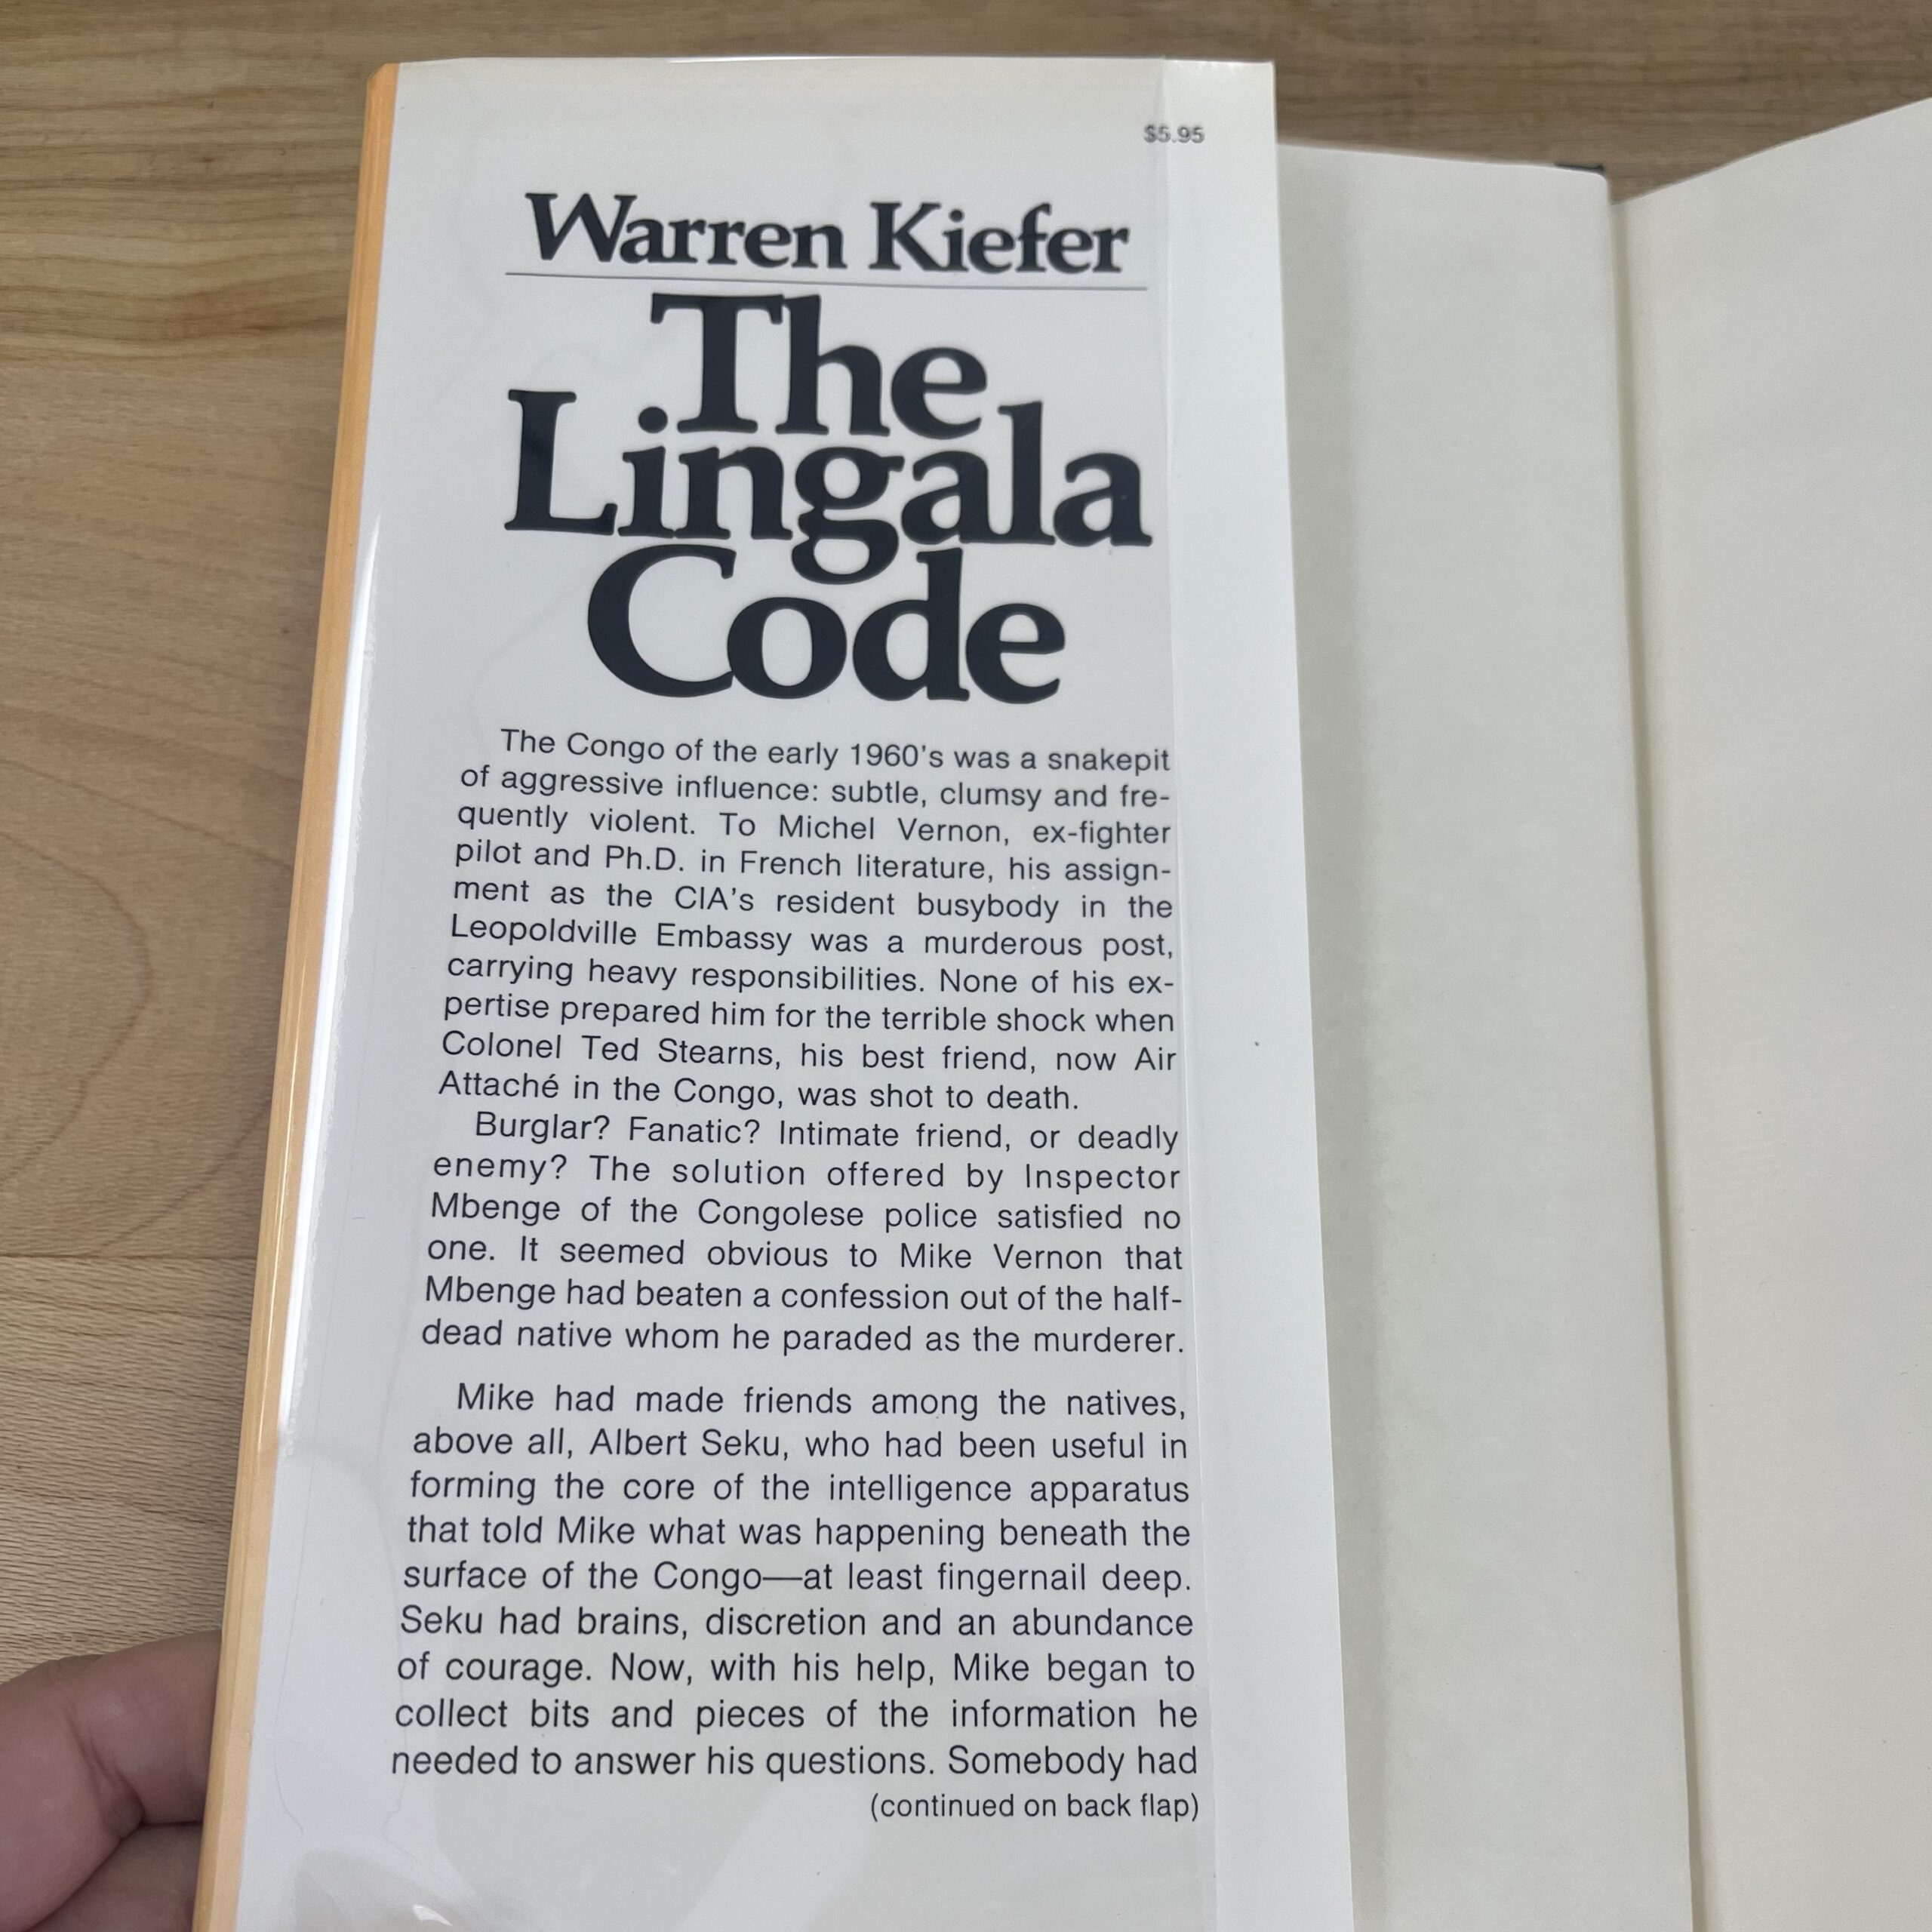 $5.95
Warren Kiefer
The
Lingala
Code
The Congo of the early 1960's was a snakepit
of aggressive influence: subtle, clumsy and fre-
quently violent. To Michel Vernon, ex-fighter
pilot and Ph.D. in French literature, his assign-
ment as the CIA's resident busybody in the
Leopoldville Embassy was a murderous post,
carrying heavy responsibilities. None of his ex-
pertise prepared him for the terrible shock when
Colonel Ted Stearns, his best friend, now Air
Attaché in the Congo, was shot to death.
Burglar? Fanatic? Intimate friend, or deadly
enemy? The solution offered by Inspector
Mbenge of the Congolese police satisfied no
one. It seemed obvious to Mike Vernon that
Mbenge had beaten a confession out of the half-
dead native whom he paraded as the murderer.
Mike had made friends among the natives,
above all, Albert Seku, who had been useful in
forming the core of the intelligence apparatus
that told Mike what was happening beneath the
surface of the Congo—at least fingernail deep.
Seku had brains, discretion and an abundance
of courage. Now, with his help, Mike began to
collect bits and pieces of the information he
needed to answer his questions. Somebody had
(continued on back flap)